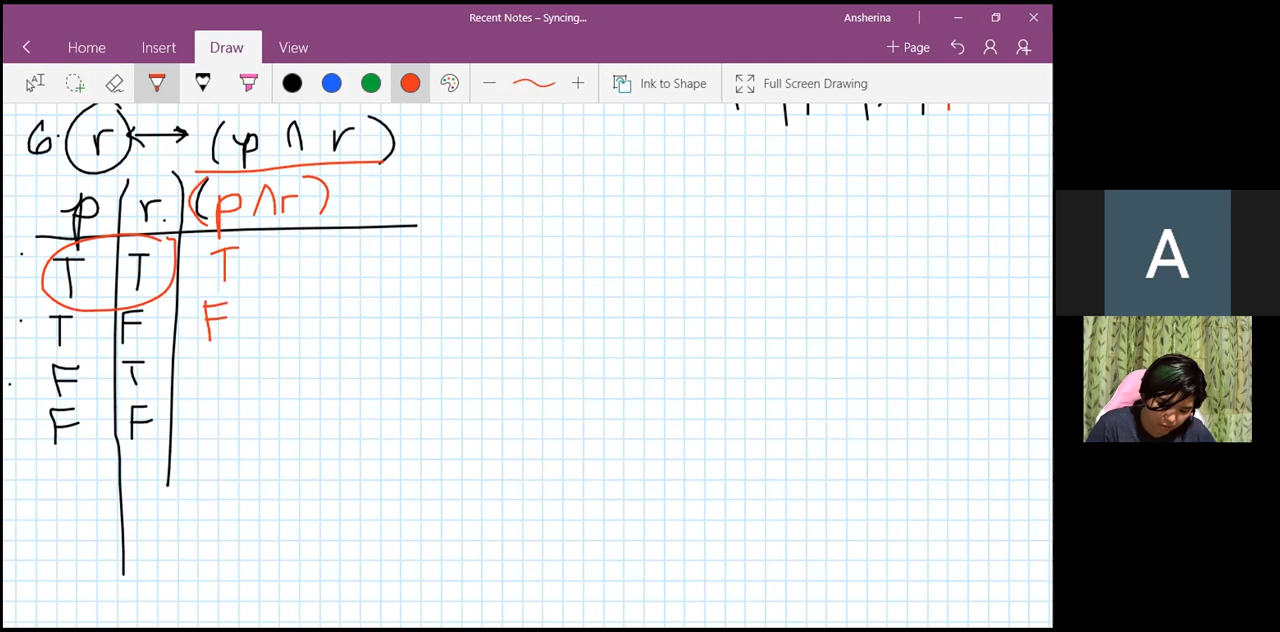 Recent Notes – Syncing...
Ansherina
Home Insert Draw View
Page
Ink to Shape
Full Screen Drawing
6. r ↔ (p ∧ r)
p r (p ∧ r)
T T T
T F F
F T
F F
A